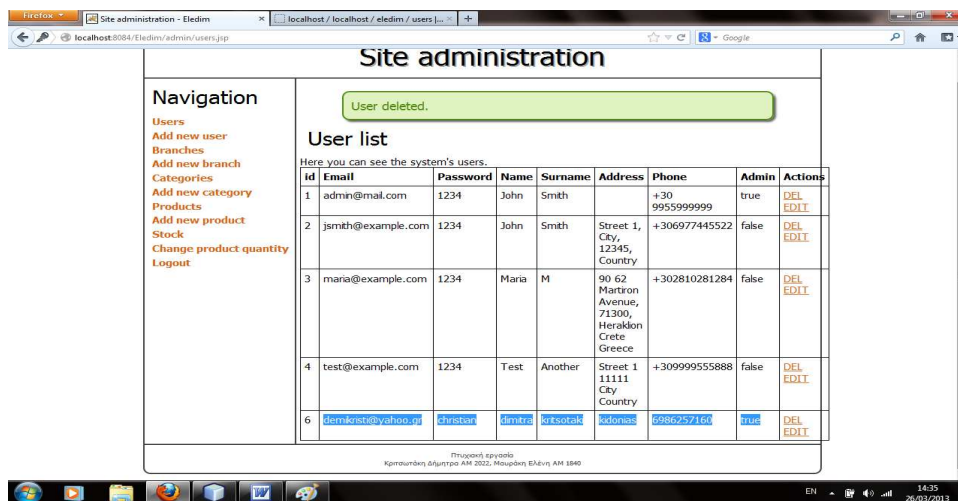 Firefox
Site administration - Eledim
localhost / localhost / eledim / users |...
localhost:8084/Eledim/admin/users.jsp
Google
Site administration
Navigation
Users
Add new user
Branches
Add new branch
Categories
Add new category
Products
Add new product
Stock
Change product quantity
Logout
User deleted.
User list
Here you can see the system's users.
id Email Password Name Surname Address Phone Admin Actions
1 admin@mail.com 1234 John Smith +30 true DEL
9955999999 EDIT
2 jsmith@example.com 1234 John Smith Street 1, +306977445522 false DEL
City, EDIT
12345,
Country
3 maria@example.com 1234 Maria M 90 62 +302810281284 false DEL
Martiron EDIT
Avenue,
71300,
Heraklion
Crete
Greece
4 test@example.com 1234 Test Another Street 1 +309999555888 false DEL
11111 EDIT
City
Country
6 demikristi@yahoo.gr christian dimitra kritsotaki kidonias 6986257160 true DEL
EDIT
Πτυχιακή εργασία
Κριτσωτάκη Δήμητρα ΑΜ 2022, Μαυράκη Ελένη ΑΜ 1840
EN
14:35
26/03/2013